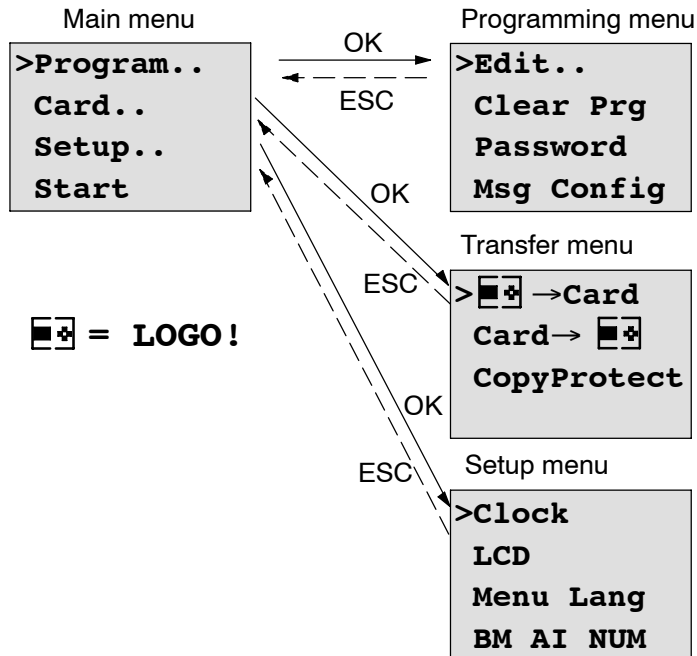 Main menu
>Program..
Card..
Setup..
Start
= LOGO!
OK
ESC
OK
ESC
OK
ESC
Programming menu
>Edit..
Clear Prg
Password
Msg Config
Transfer menu
> →Card
Card→
CopyProtect
Setup menu
>Clock
LCD
Menu Lang
BM AI NUM